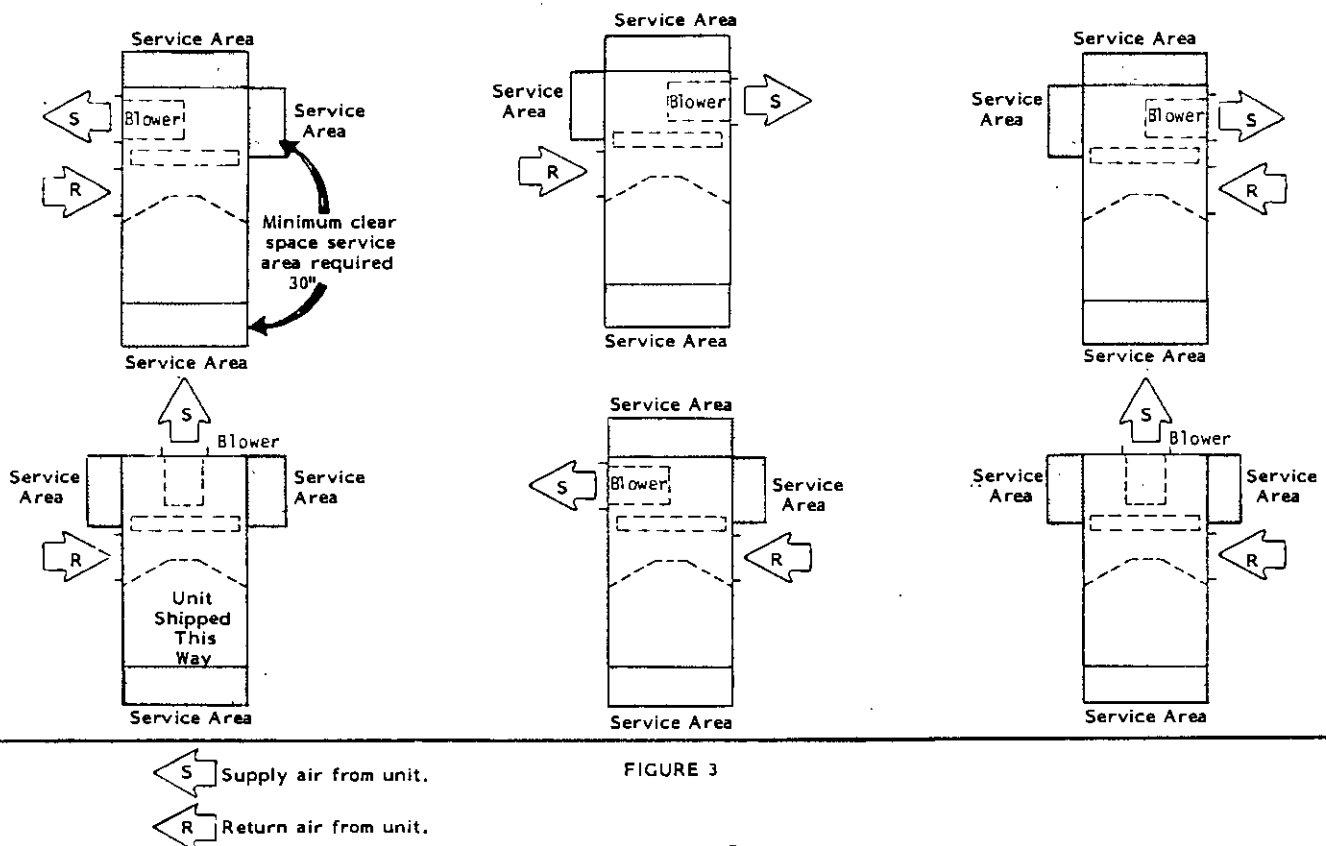 Service Area
S
Blower
Service
Area
R
Minimum clear
space service
area required
30"
Service Area
Service Area
Service
Area
Blower
S
R
Service Area
Service Area
Service
Area
Blower
S
R
Service Area
S
Blower
Service
Area
Service
Area
R
Unit
Shipped
This
Way
Service Area
Service Area
S
Blower
Service
Area
R
Service Area
S
Blower
Service
Area
Service
Area
R
Service Area
S Supply air from unit.
FIGURE 3
R Return air from unit.